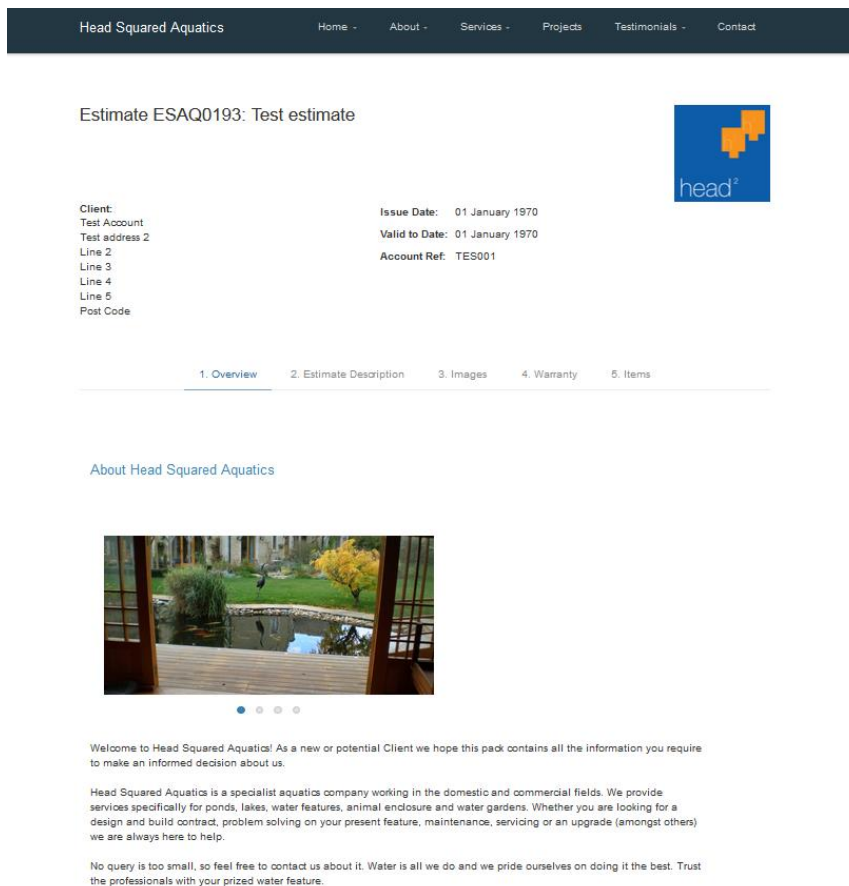 Head Squared Aquatics Home - About - Services - Projects Testimonials - Contact
Estimate ESAQ0193: Test estimate
head²
Client:
Test Account
Test address 2
Line 2
Line 3
Line 4
Line 5
Post Code
Issue Date: 01 January 1970
Valid to Date: 01 January 1970
Account Ref: TES001
1. Overview 2. Estimate Description 3. Images 4. Warranty 5. Items
About Head Squared Aquatics
Welcome to Head Squared Aquatics! As a new or potential Client we hope this pack contains all the information you require
to make an informed decision about us.
Head Squared Aquatics is a specialist aquatics company working in the domestic and commercial fields. We provide
services specifically for ponds, lakes, water features, animal enclosure and water gardens. Whether you are looking for a
design and build contract, problem solving on your present feature, maintenance, servicing or an upgrade (amongst others)
we are always here to help.
No query is too small, so feel free to contact us about it. Water is all we do and we pride ourselves on doing it the best. Trust
the professionals with your prized water feature.